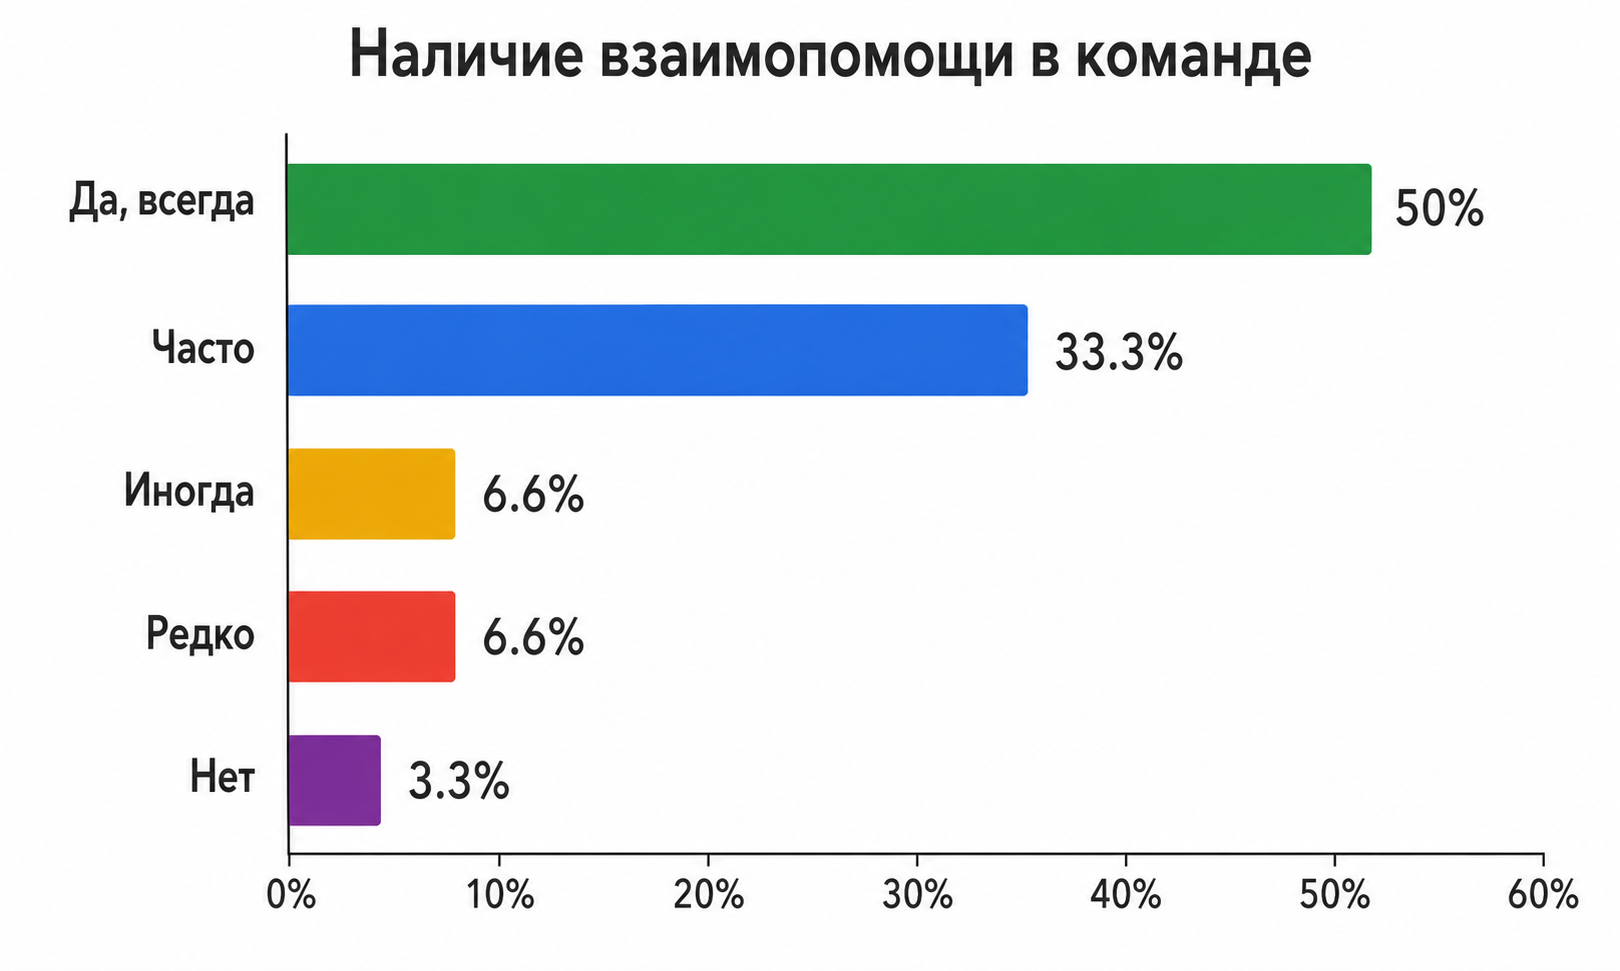 Наличие взаимопомощи в команде
Да, всегда 50%
Часто 33.3%
Иногда 6.6%
Редко 6.6%
Нет 3.3%
0% 10% 20% 30% 40% 50% 60%